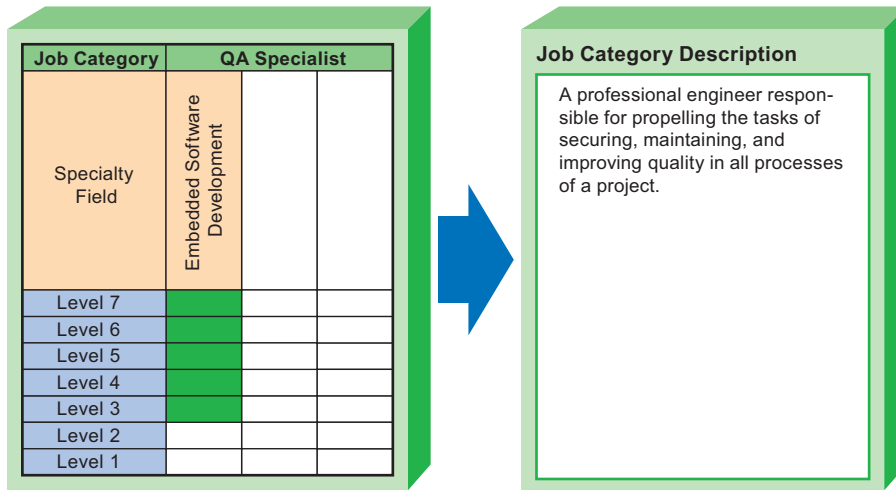 Job Category QA Specialist
Specialty
Field
Embedded Software
Development
Level 7
Level 6
Level 5
Level 4
Level 3
Level 2
Level 1
Job Category Description
A professional engineer respon-
sible for propelling the tasks of
securing, maintaining, and
improving quality in all processes
of a project.